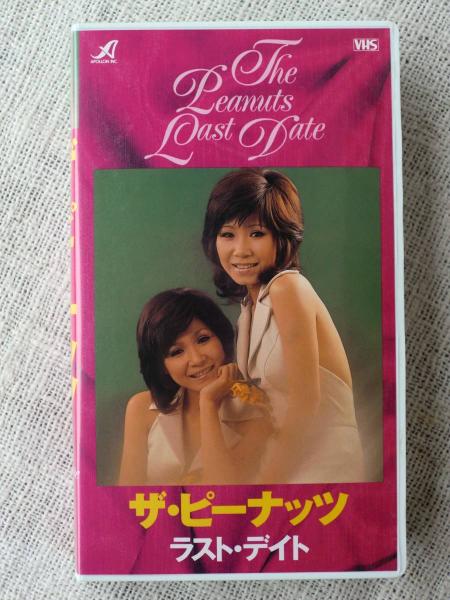 APOLLON INC.
VHS
The
Peanuts
Last Date
ザ・ピーナッツ
ラスト・デイト